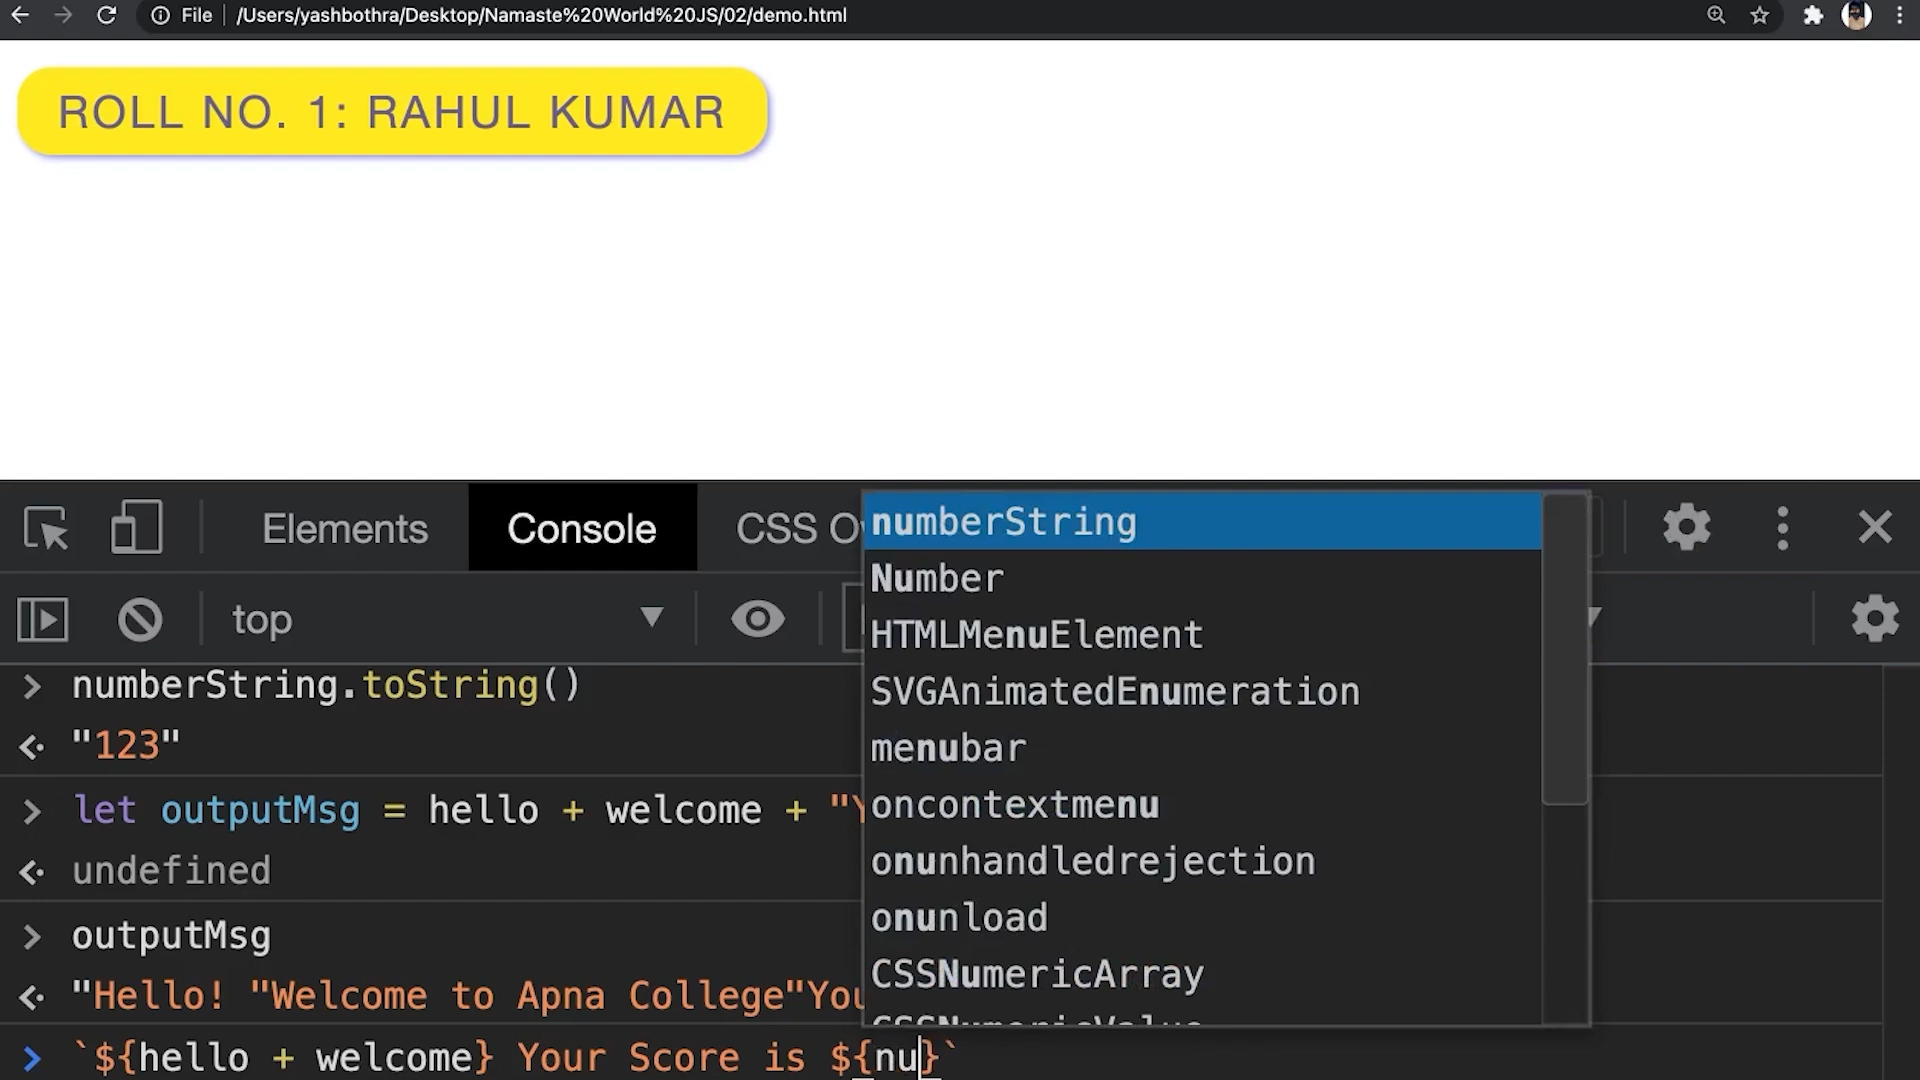 File /Users/yashbothra/Desktop/Namaste%20World%20JS/02/demo.html
ROLL NO. 1: RAHUL KUMAR
Elements Console CSS
top
numberString
Number
HTMLMenuElement
SVGAnimatedEnumeration
menubar
oncontextmenu
onunhandledrejection
onunload
CSSNumericArray
CSSNumericValue
> numberString.toString()
"123"
> let outputMsg = hello + welcome + "Y
undefined
> outputMsg
"Hello! "Welcome to Apna College"You
> `${hello + welcome} Your Score is ${nu}`